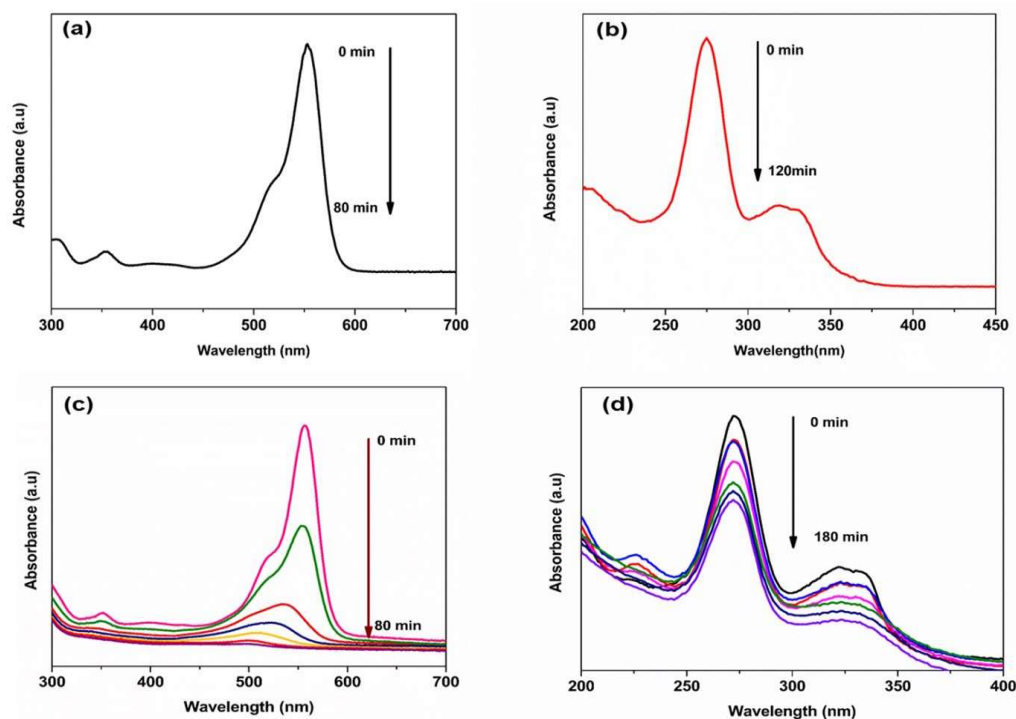 (a)
0 min
80 min
Absorbance (a.u)
300 400 500 600 700
Wavelength (nm)
(b)
0 min
120min
Absorbance (a.u)
200 250 300 350 400 450
Wavelength(nm)
(c)
0 min
80 min
Absorbance (a.u)
300 400 500 600 700
Wavelength (nm)
(d)
0 min
180 min
Absorbance (a.u)
200 250 300 350 400
Wavelength (nm)